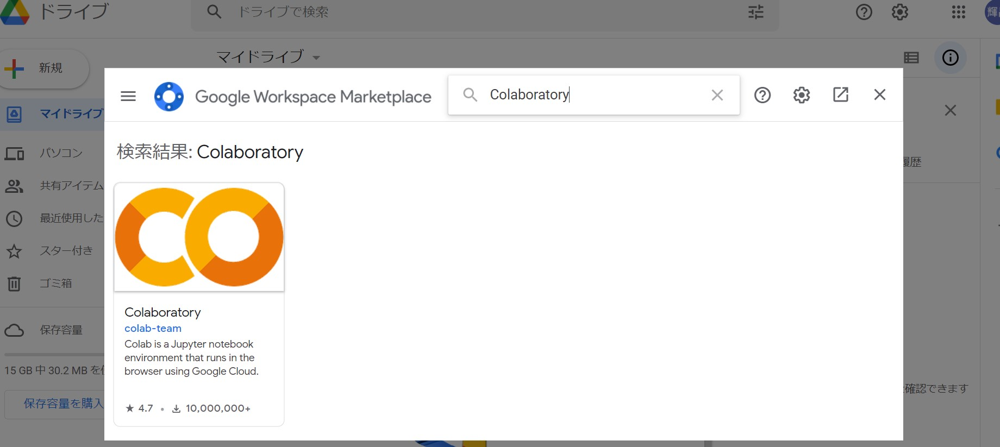 ドライブ
ドライブで検索
輝
新規
マイドライブ
Google Workspace Marketplace
Colaboratory
マイドライブ
パソコン
共有アイテム
最近使用した
スター付き
ゴミ箱
保存容量
15 GB 中 30.2 MB を
保存容量を購入
検索結果: Colaboratory
Colaboratory
colab-team
Colab is a Jupyter notebook
environment that runs in the
browser using Google Cloud.
★ 4.7 • 10,000,000+
履歴
確認できます